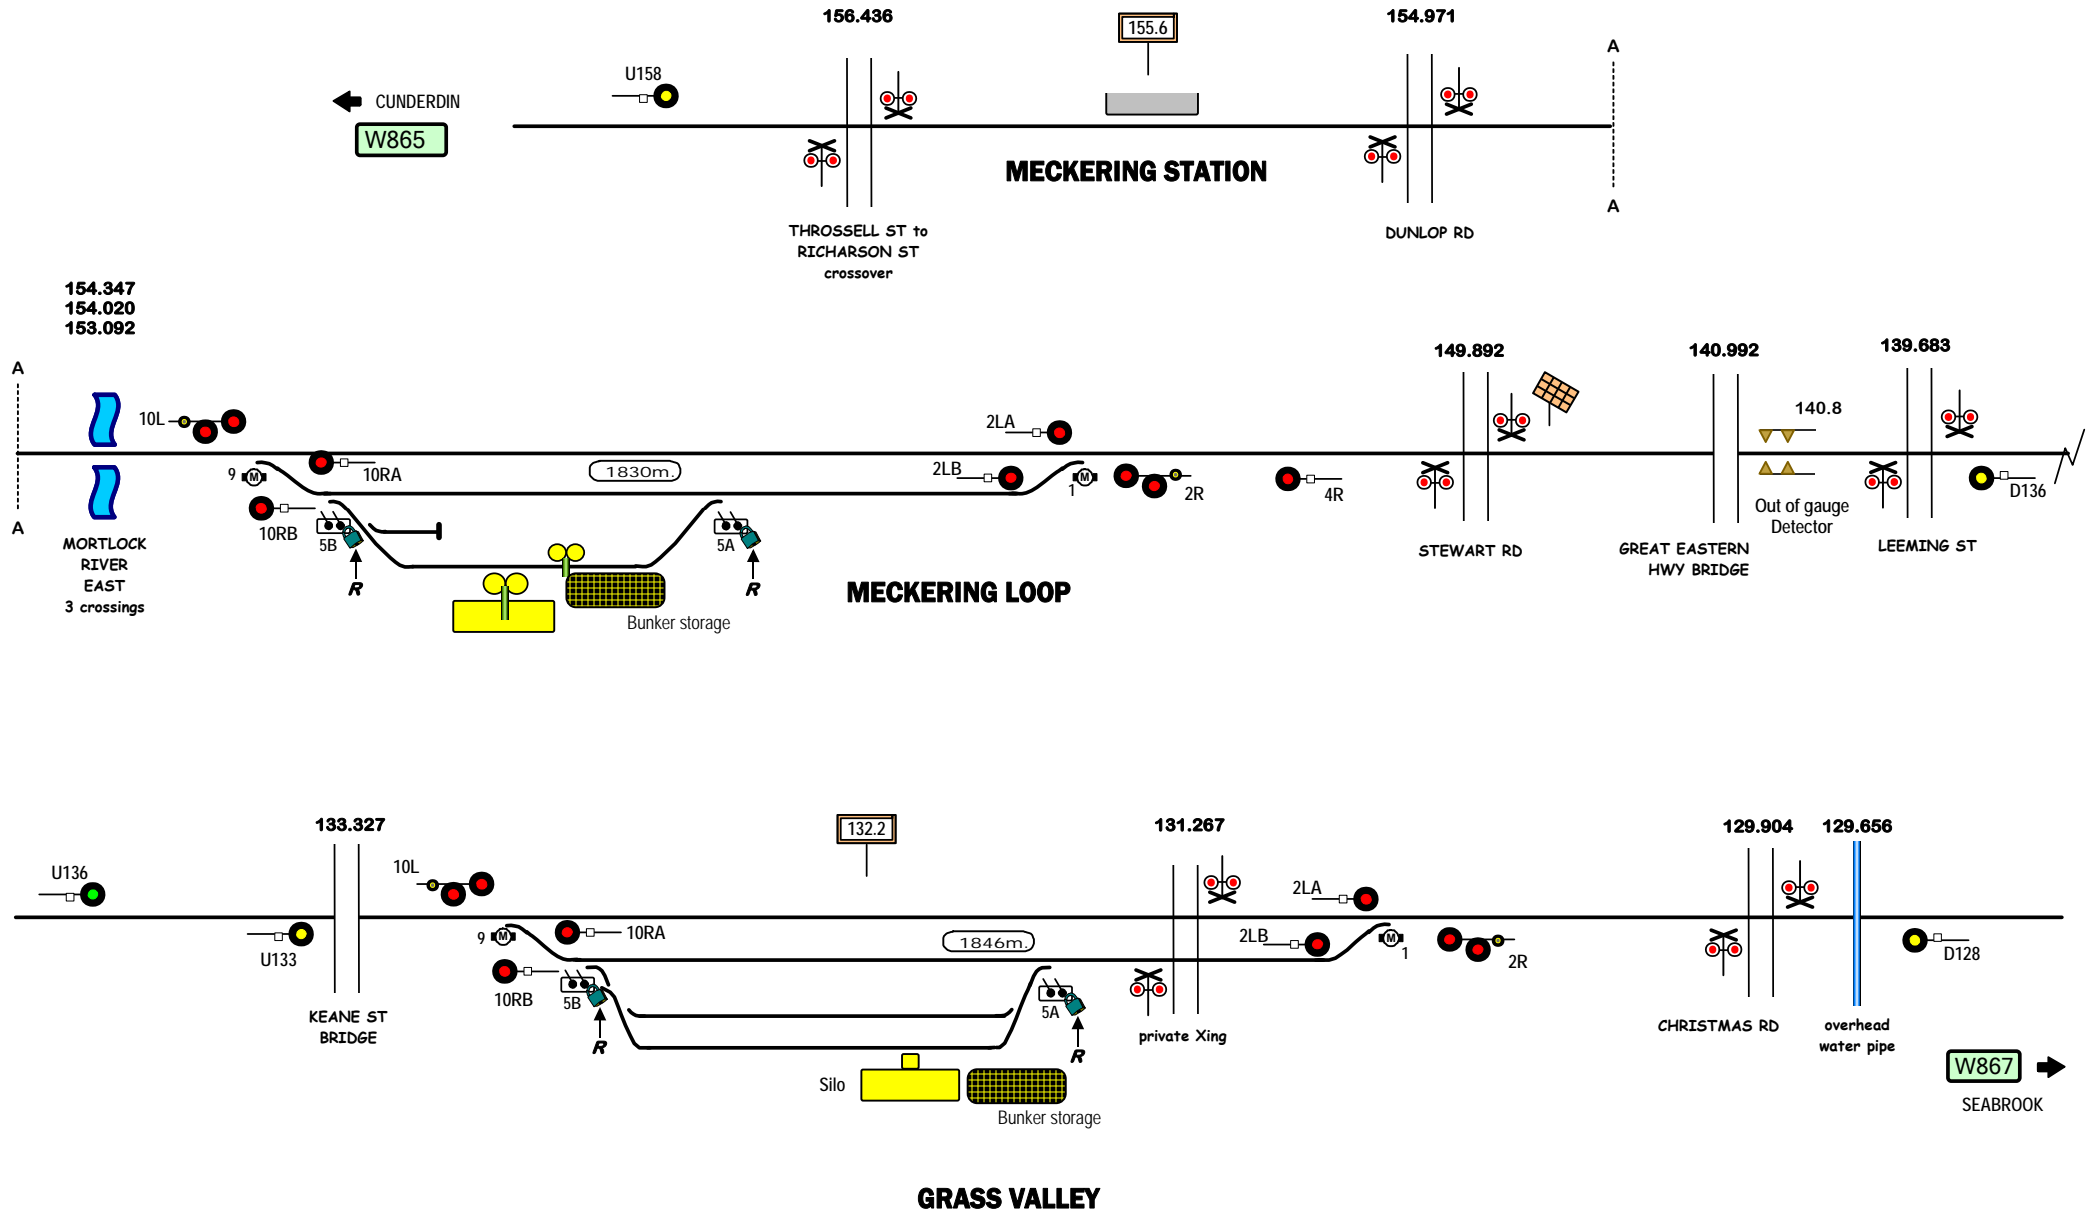 156.436
155.6
154.971
A
U158
CUNDERDIN
W865
MECKERING STATION
A
THROSSELL ST to
RICHARSON ST
crossover
DUNLOP RD
154.347
154.020
153.092
149.892
140.992
139.683
A
10L
2LA
140.8
9
M
10RA
1830m.
2LB
M
1
2R
4R
D136
A
10RB
5B
5A
Out of gauge
Detector
MORTLOCK
RIVER
EAST
3 crossings
STEWART RD
GREAT EASTERN
HWY BRIDGE
LEEMING ST
R
R
MECKERING LOOP
Bunker storage
133.327
132.2
131.267
129.904
129.656
U136
10L
2LA
U133
9
M
10RA
1846m.
2LB
M
1
2R
D128
10RB
5B
5A
KEANE ST
BRIDGE
R
R
private Xing
CHRISTMAS RD
overhead
water pipe
W867
Silo
Bunker storage
SEABROOK
GRASS VALLEY